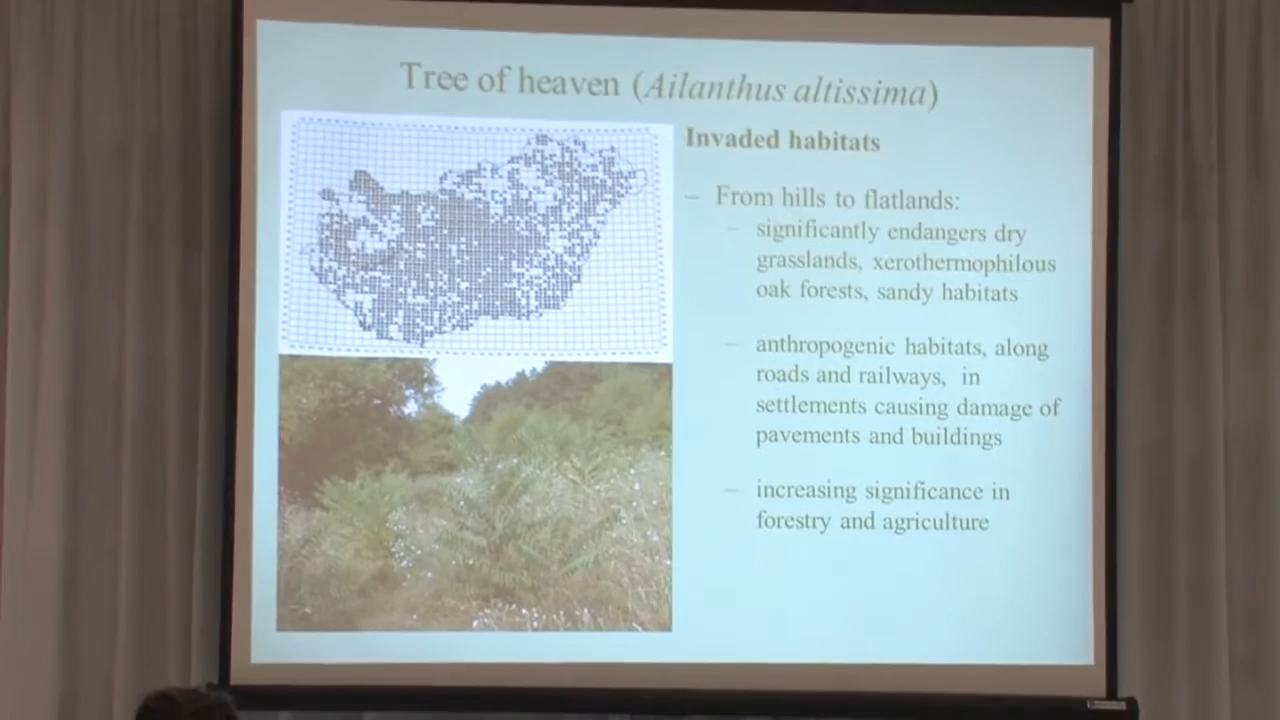 Tree of heaven (Ailanthus altissima)
Invaded habitats
– From hills to flatlands:
– significantly endangers dry
grasslands, xerothermophilous
oak forests, sandy habitats
– anthropogenic habitats, along
roads and railways, in
settlements causing damage of
pavements and buildings
– increasing significance in
forestry and agriculture